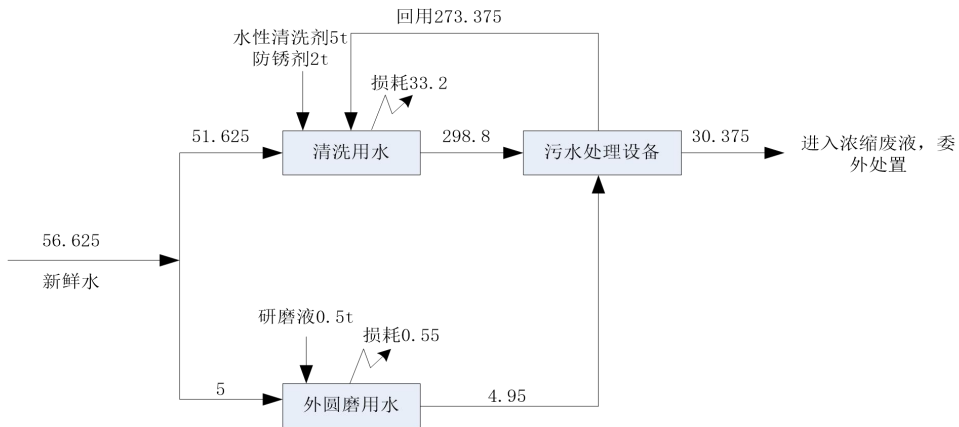 回用273.375
水性清洗剂5t
防锈剂2t
损耗33.2
51.625
清洗用水
298.8
污水处理设备
30.375
进入浓缩废液，委
外处置
56.625
新鲜水
研磨液0.5t
损耗0.55
5
外圆磨用水
4.95